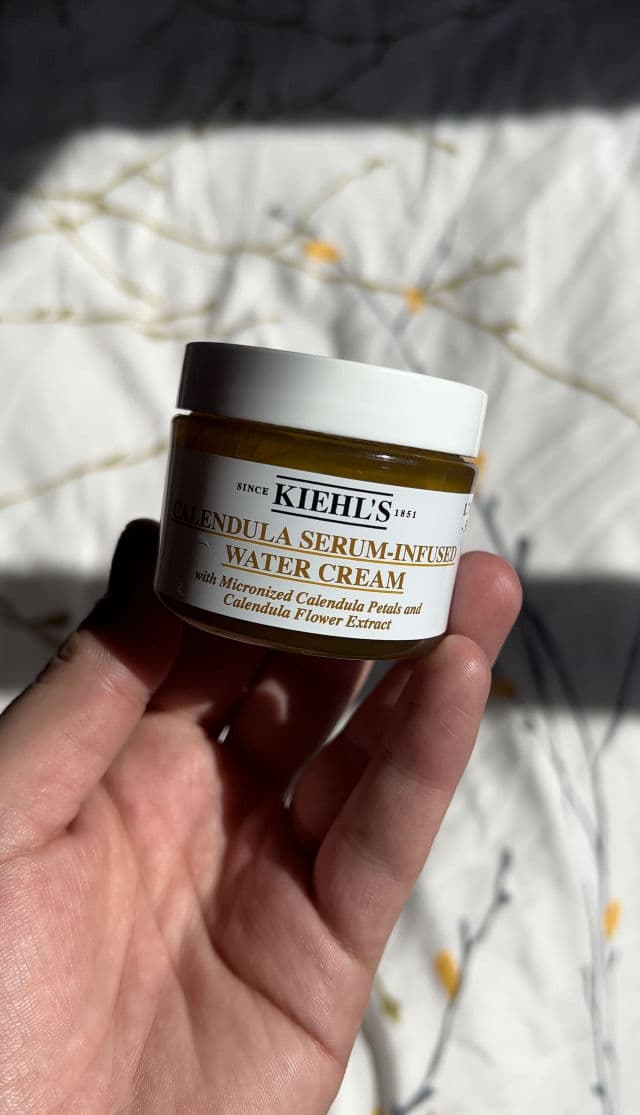 SINCE KIEHL'S 1851
CALENDULA SERUM-INFUSED
WATER CREAM
with Micronized Calendula Petals and
Calendula Flower Extract